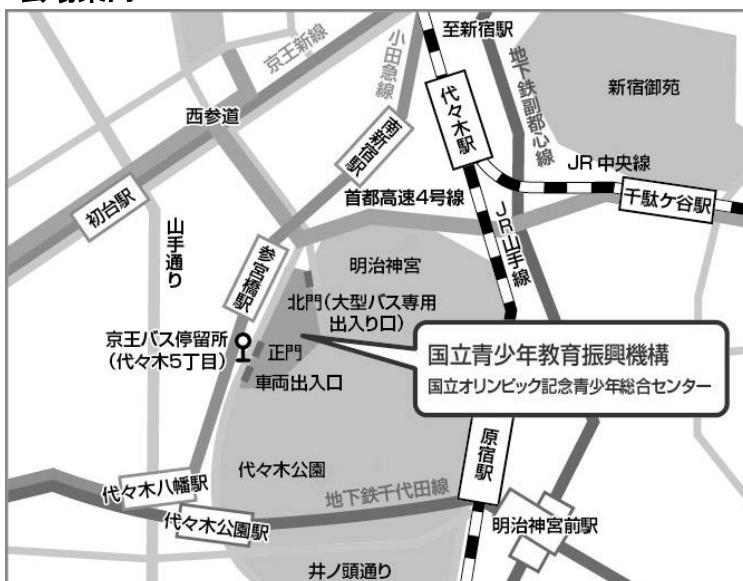 至新宿駅
京王新線
小田急線
地下鉄副都心線
新宿御苑
代々木駅
西参道
南新宿駅
JR中央線
首都高速4号線
千駄ケ谷駅
初台駅
山手通り
JR山手線
参宮橋駅
明治神宮
北門(大型バス専用
出入り口)
京王バス停留所
(代々木5丁目)
正門
車両出入口
国立青少年教育振興機構
国立オリンピック記念青少年総合センター
原宿駅
代々木公園
代々木八幡駅
地下鉄千代田線
代々木公園駅
明治神宮前駅
井ノ頭通り